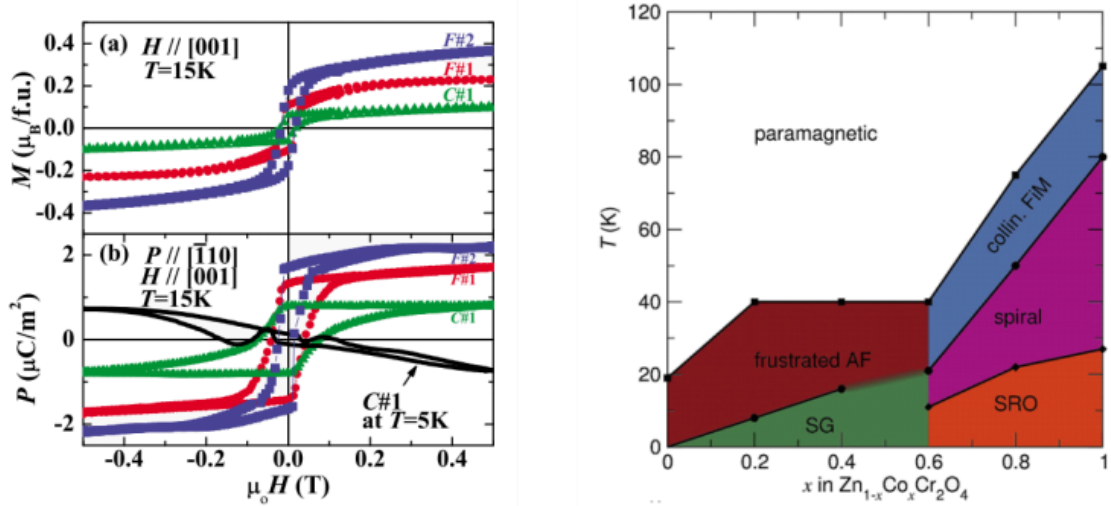 (a) H // [001]
T=15K
F#2
F#1
C#1
M (μB/f.u.)
0.4
0.2
0.0
-0.2
-0.4
(b) P // [1̅10]
H // [001]
T=15K
F#2
F#1
C#1
C#1
at T=5K
P (μC/m²)
2
0
-2
-0.4 -0.2 0.0 0.2 0.4
μoH (T)
120
100
80
60
40
20
0
T (K)
paramagnetic
collin. FiM
frustrated AF
spiral
SG
SRO
0 0.2 0.4 0.6 0.8 1
x in Zn1-xCoxCr2O4